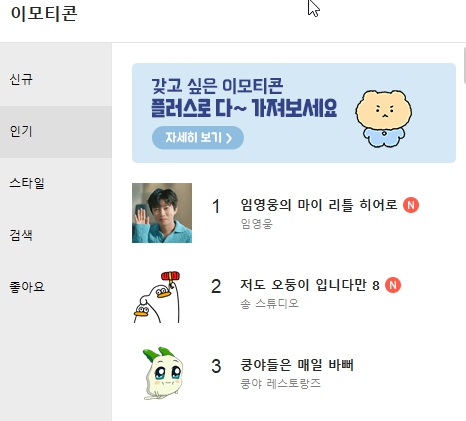 이모티콘
신규
인기
스타일
검색
좋아요
갖고 싶은 이모티콘
플러스로 다~ 가져보세요
자세히 보기 >
1 임영웅의 마이 리틀 히어로 N
임영웅
2 저도 오둥이 입니다만 8 N
송 스튜디오
3 쿵야들은 매일 바빠
쿵야 레스토랑즈